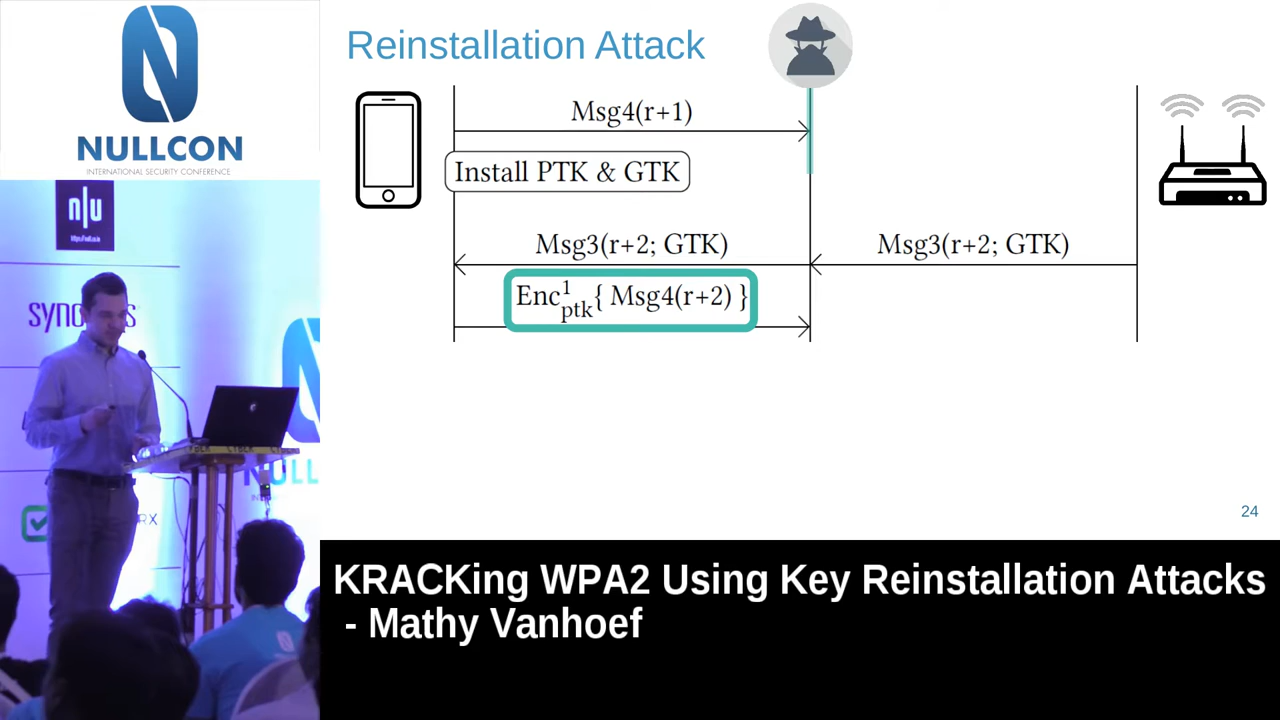 NULLCON
INTERNATIONAL SECURITY CONFERENCE
n|u
Reinstallation Attack
Msg4(r+1)
Install PTK & GTK
Msg3(r+2; GTK)
Msg3(r+2; GTK)
Enc¹ptk{ Msg4(r+2) }
24
KRACKing WPA2 Using Key Reinstallation Attacks
- Mathy Vanhoef